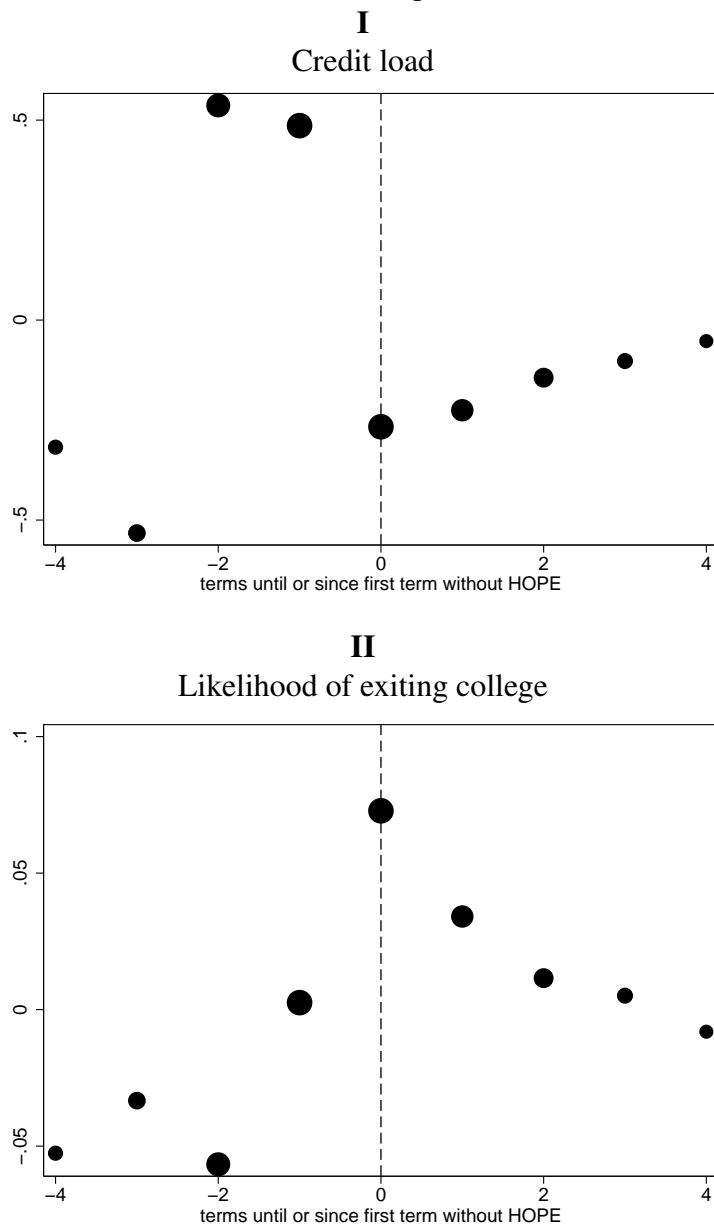 I
Credit load
.5
0
-.5
-4 -2 0 2 4
terms until or since first term without HOPE
II
Likelihood of exiting college
.1
.05
0
-.05
-4 -2 0 2 4
terms until or since first term without HOPE